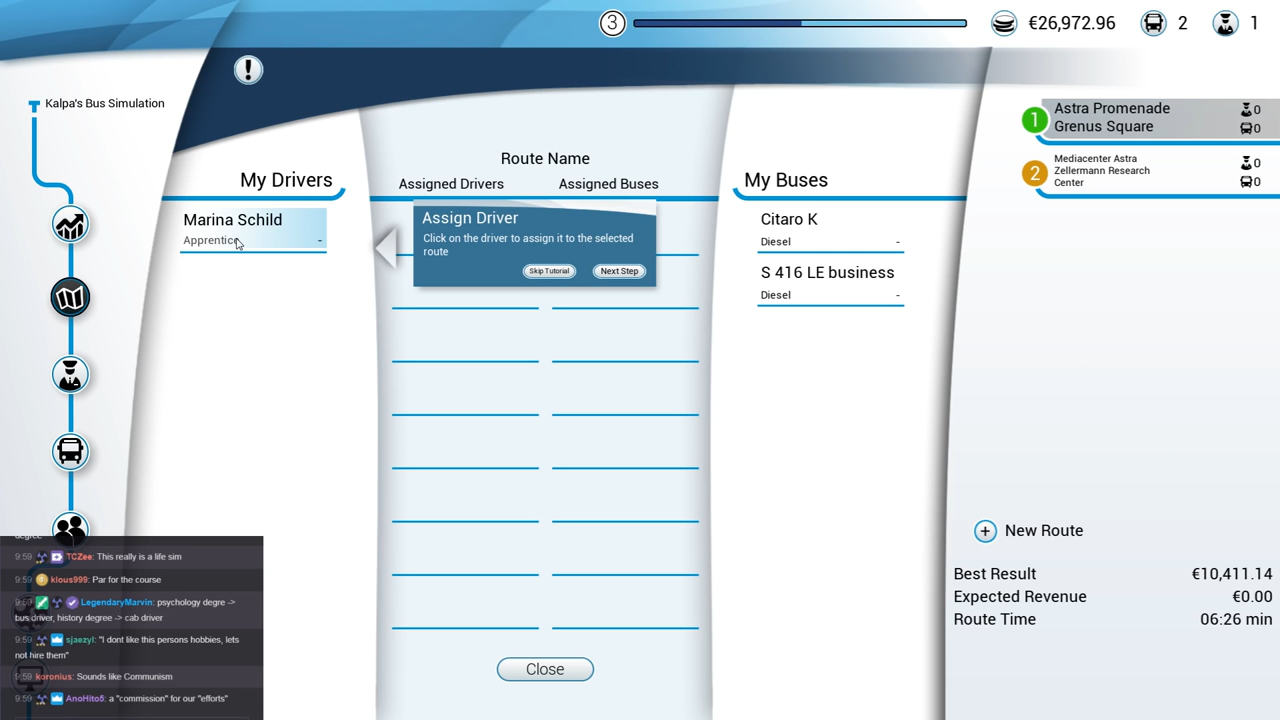 3
€26,972.96
2
1
Kalpa's Bus Simulation
!
Astra Promenade
Grenus Square
1
0
0
Mediacenter Astra
Zellermann Research
Center
2
0
0
Route Name
My Drivers
Assigned Drivers
Assigned Buses
My Buses
Marina Schild
Apprentice
-
Assign Driver
Click on the driver to assign it to the selected
route
Skip Tutorial
Next Step
Citaro K
Diesel
-
S 416 LE business
Diesel
-
+ New Route
Best Result €10,411.14
Expected Revenue €0.00
Route Time 06:26 min
Close
degree
9:59 TCZee: This really is a life sim
9:59 klous999: Par for the course
9:59 LegendaryMarvin: psychology degre ->
bus driver, history degree -> cab driver
9:59 sjaezyl: "I dont like this persons hobbies, lets
not hire them"
9:59 koronius: Sounds like Communism
9:59 AnoHito5: a "commission" for our "efforts"